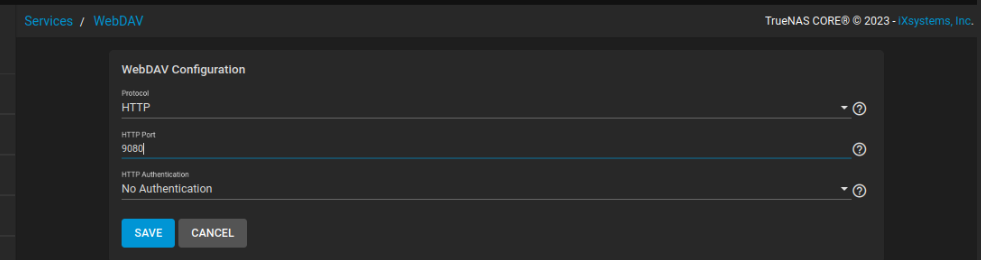 Services / WebDAV
TrueNAS CORE® © 2023 - iXsystems, Inc.
WebDAV Configuration
Protocol
HTTP
HTTP Port
9080
HTTP Authentication
No Authentication
SAVE CANCEL